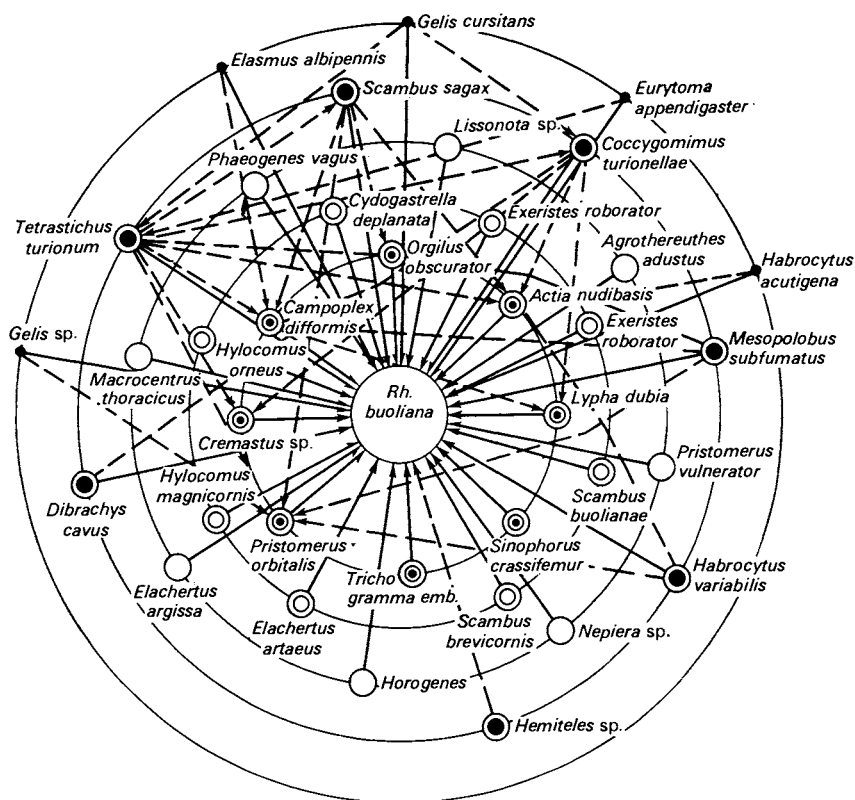 Gelis cursitans
Elasmus albipennis
Scambus sagax
Eurytoma
appendigaster
Lissonota sp.
Coccygomimus
turionellae
Phaeogenes vagus
Cydogastrella
deplanata
Exeristes roborator
Tetrastichus
turionum
Orgilus
obscurator
Agrothereuthes
adustus
Habrocytus
acutigena
Campoplex
difformis
Actia nudibasis
Exeristes
roborator
Mesopolobus
subfumatus
Gelis sp.
Hylocomus
orneus
Macrocentrus
thoracicus
Rh.
buoliana
Lypha dubia
Cremastus sp.
Pristomerus
vulnerator
Hylocomus
magnicornis
Scambus
buolianae
Dibrachys
cavus
Pristomerus
orbitalis
Sinophorus
crassifemur
Habrocytus
variabilis
Elachertus
argissa
Tricho
gramma emb.
Elachertus
artaeus
Scambus
brevicornis
Nepiera sp.
Horogenes
Hemiteles sp.